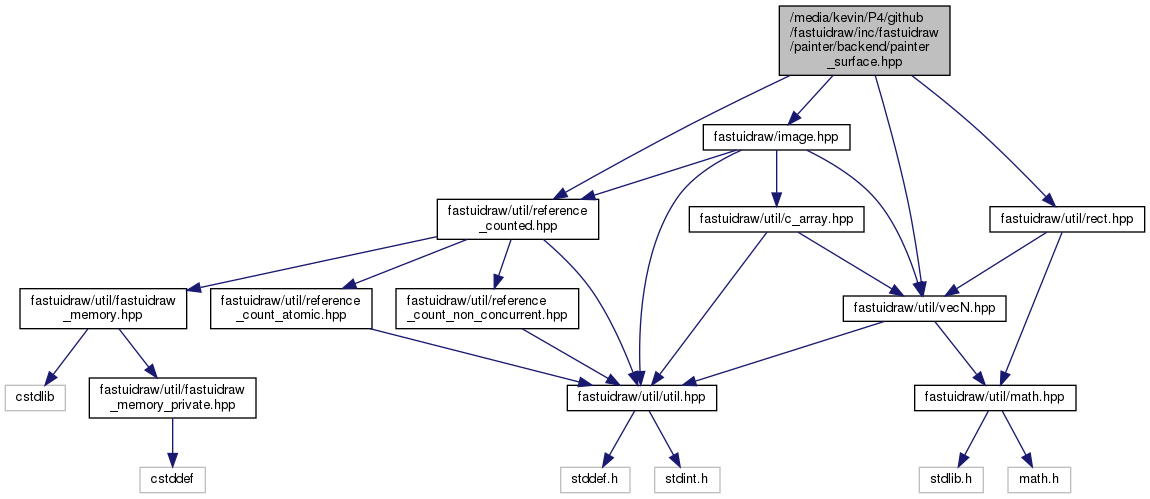 /media/kevin/P4/github
/fastuidraw/inc/fastuidraw
/painter/backend/painter
_surface.hpp
fastuidraw/image.hpp
fastuidraw/util/reference
_counted.hpp
fastuidraw/util/c_array.hpp
fastuidraw/util/rect.hpp
fastuidraw/util/fastuidraw
_memory.hpp
fastuidraw/util/reference
_count_atomic.hpp
fastuidraw/util/reference
_count_non_concurrent.hpp
fastuidraw/util/vecN.hpp
cstdlib
fastuidraw/util/fastuidraw
_memory_private.hpp
fastuidraw/util/util.hpp
fastuidraw/util/math.hpp
cstddef
stddef.h
stdint.h
stdlib.h
math.h